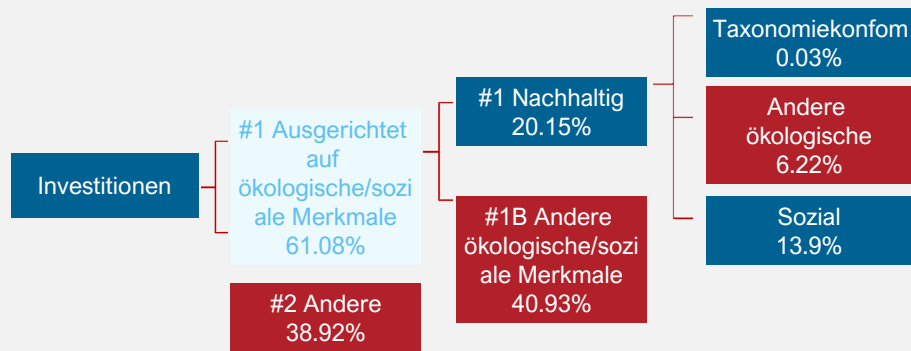 Investitionen
#1 Ausgerichtet
auf
ökologische/sozi
ale Merkmale
61.08%
#2 Andere
38.92%
#1 Nachhaltig
20.15%
#1B Andere
ökologische/sozi
ale Merkmale
40.93%
Taxonomiekonfom
0.03%
Andere
ökologische
6.22%
Sozial
13.9%